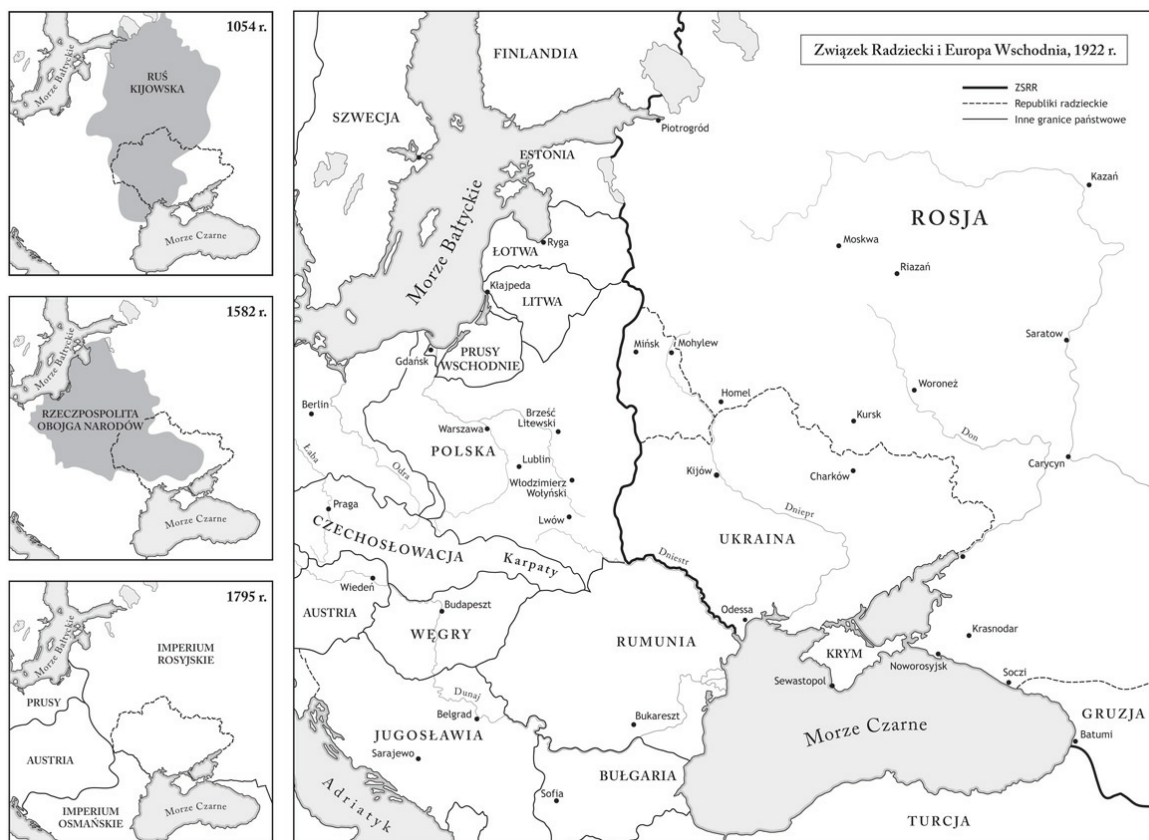 1054 r.
Morze Bałtyckie
RUŚ
KIJOWSKA
Morze Czarne
1582 r.
Morze Bałtyckie
RZECZPOSPOLITA
OBOJGA NARODÓW
Morze Czarne
1795 r.
Morze Bałtyckie
IMPERIUM
ROSYJSKIE
PRUSY
AUSTRIA
IMPERIUM
OSMAŃSKIE
Morze Czarne
Związek Radziecki i Europa Wschodnia, 1922 r.
ZSRR
Republiki radzieckie
Inne granice państwowe
FINLANDIA
SZWECJA
Piotrogród
ESTONIA
Kazań
ROSJA
Morze Bałtyckie
Moskwa
Ryga
ŁOTWA
Riazań
Kłajpeda
LITWA
Saratow
Gdańsk
PRUSY
WSCHODNIE
Mińsk
Mohylew
Woroneż
Homel
Berlin
Brześć
Litewski
Kursk
Warszawa
Don
POLSKA
Łaba
Odra
Lublin
Kijów
Charków
Carycyn
Włodzimierz
Wołyński
Praga
Dniepr
Lwów
CZECHOSŁOWACJA
UKRAINA
Karpaty
Dniestr
Wiedeń
AUSTRIA
Budapeszt
Odessa
WĘGRY
RUMUNIA
Krasnodar
KRYM
Noworosyjsk
Sewastopol
Soczi
Dunaj
Belgrad
Bukareszt
Morze Czarne
GRUZJA
JUGOSŁAWIA
Batumi
Sarajewo
BUŁGARIA
Adriatyk
Sofia
TURCJA